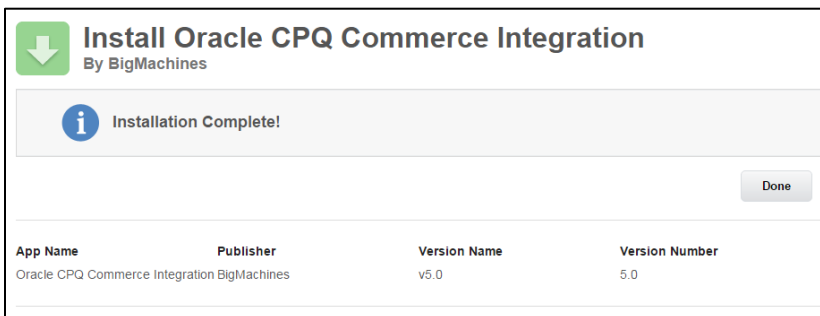 Install Oracle CPQ Commerce Integration
By BigMachines
Installation Complete!
Done
App Name Publisher Version Name Version Number
Oracle CPQ Commerce Integration BigMachines v5.0 5.0